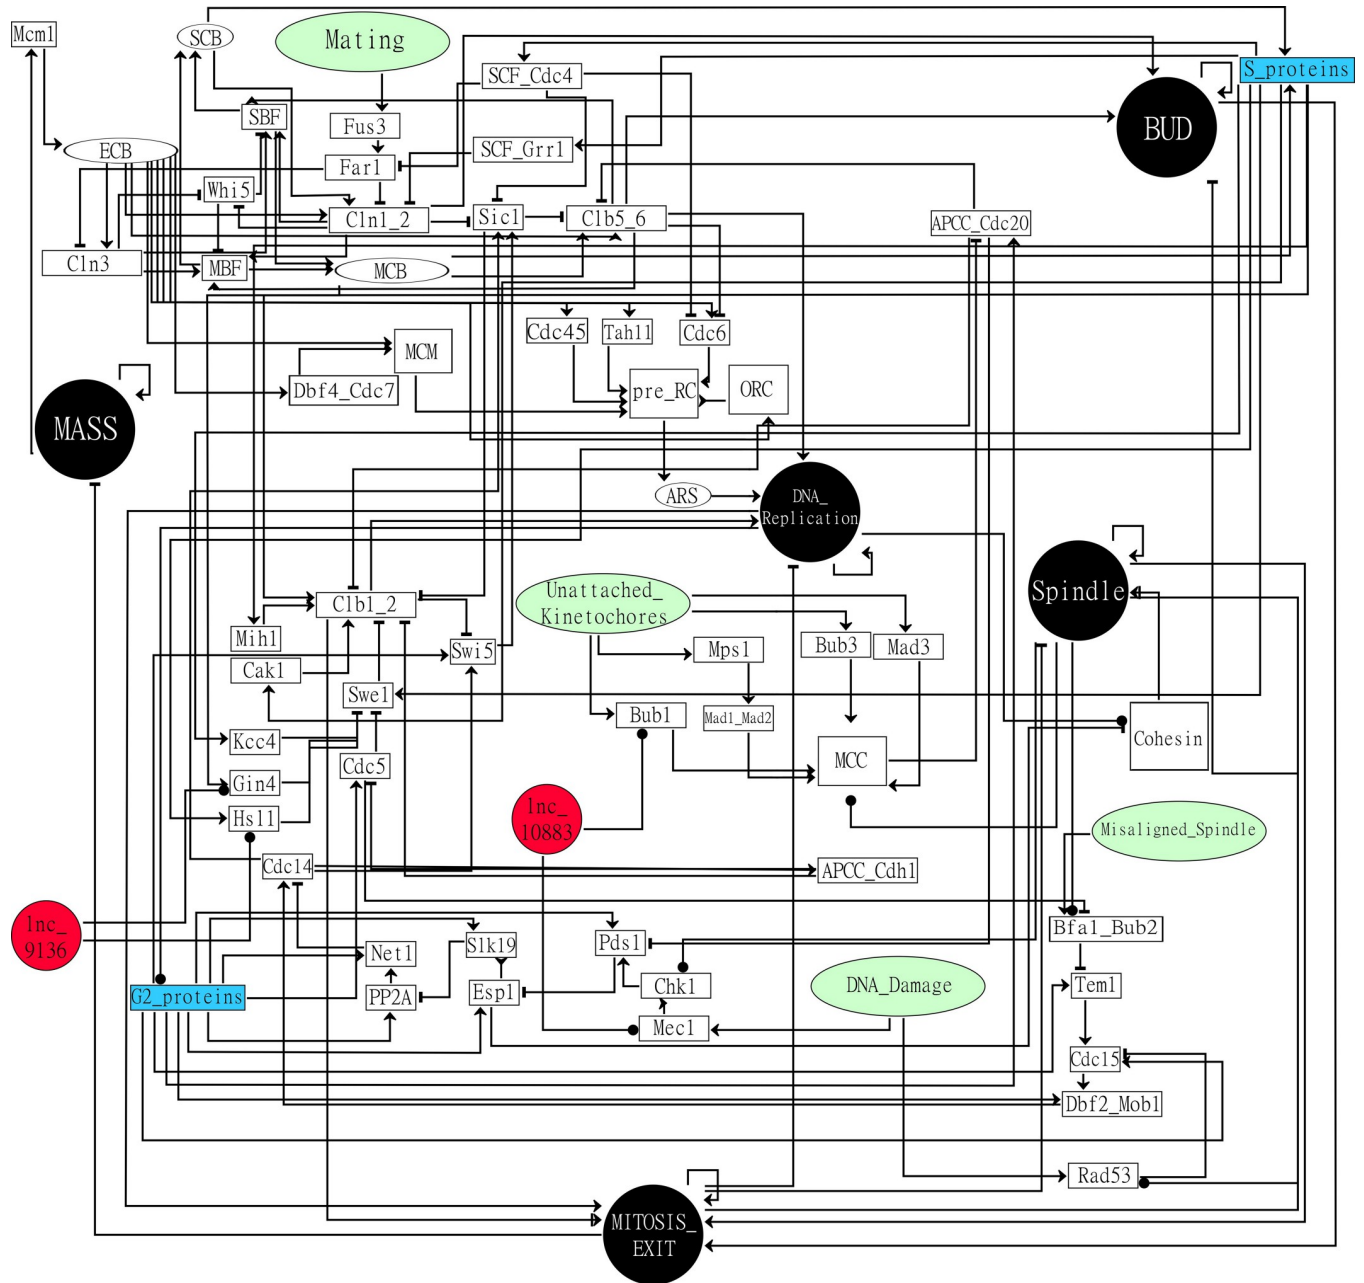 Mcm1
SCB
Mating
SCF_Cdc4
S_proteins
BUD
SBF
Fus3
ECB
Far1
SCF_Grr1
Whi5
Cln1_2
Sic1
Clb5_6
APCC_Cdc20
Cln3
MBF
MCB
Cdc45
Tah11
Cdc6
MCM
Dbf4_Cdc7
pre_RC
ORC
MASS
ARS
DNA_
Replication
Spindle
Unattached_
Kinetochores
Clb1_2
Mih1
Swi5
Mps1
Bub3
Mad3
Cak1
Swe1
Bub1
Mad1_Mad2
Kcc4
Cdc5
MCC
Cohesin
Gin4
Hsl1
lnc_
10883
Misaligned_Spindle
Cdc14
APCC_Cdh1
lnc_
9136
Bfa1_Bub2
Net1
Slk19
Pds1
G2_proteins
PP2A
Esp1
Chk1
DNA_Damage
Tem1
Mec1
Cdc15
Dbf2_Mob1
Rad53
MITOSIS_
EXIT